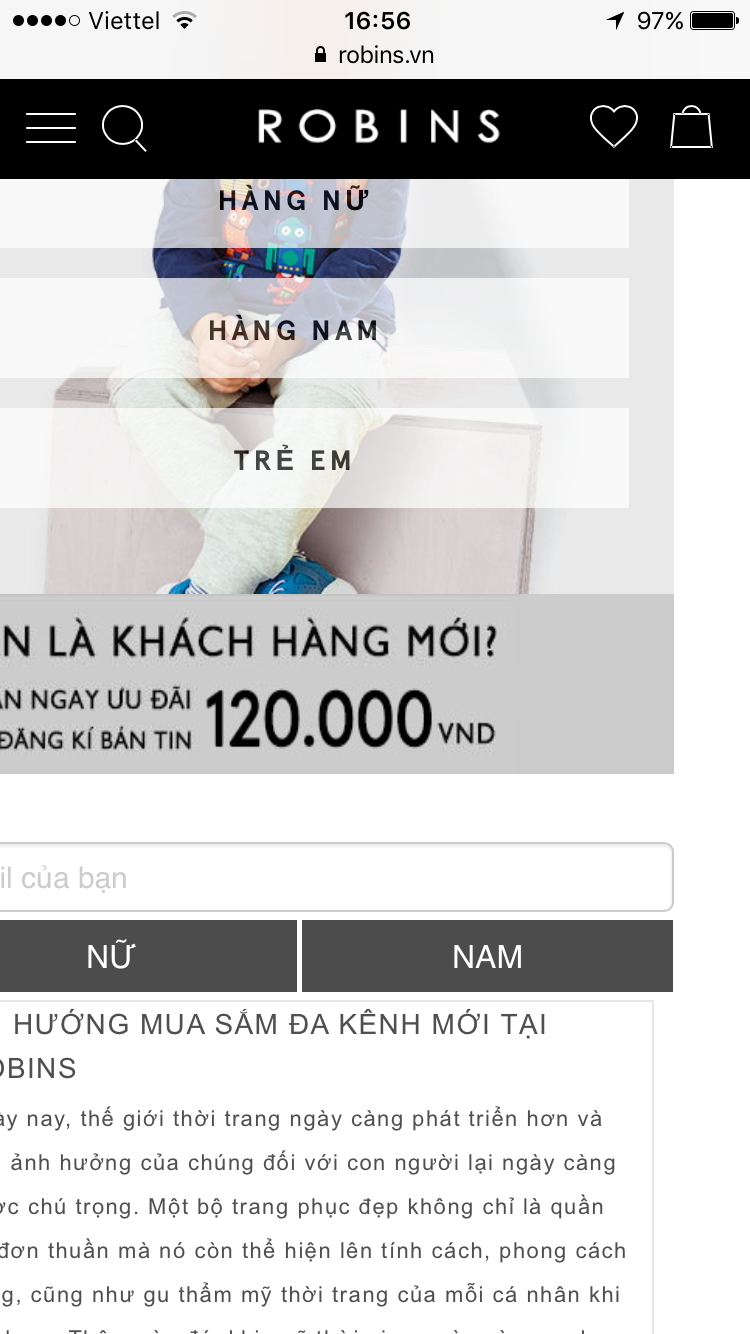 Viettel 16:56 97%
robins.vn
ROBINS
HÀNG NỮ
HÀNG NAM
TRẺ EM
N LÀ KHÁCH HÀNG MỚI?
NGAY ƯU ĐÃI
ĐĂNG KÍ BẢN TIN
120.000 VND
il của bạn
NỮ NAM
HƯỚNG MUA SẮM ĐA KÊNH MỚI TẠI
OBINS
ày nay, thế giới thời trang ngày càng phát triển hơn và
ảnh hưởng của chúng đối với con người lại ngày càng
ợc chú trọng. Một bộ trang phục đẹp không chỉ là quần
đơn thuần mà nó còn thể hiện lên tính cách, phong cách
g, cũng như gu thẩm mỹ thời trang của mỗi cá nhân khi